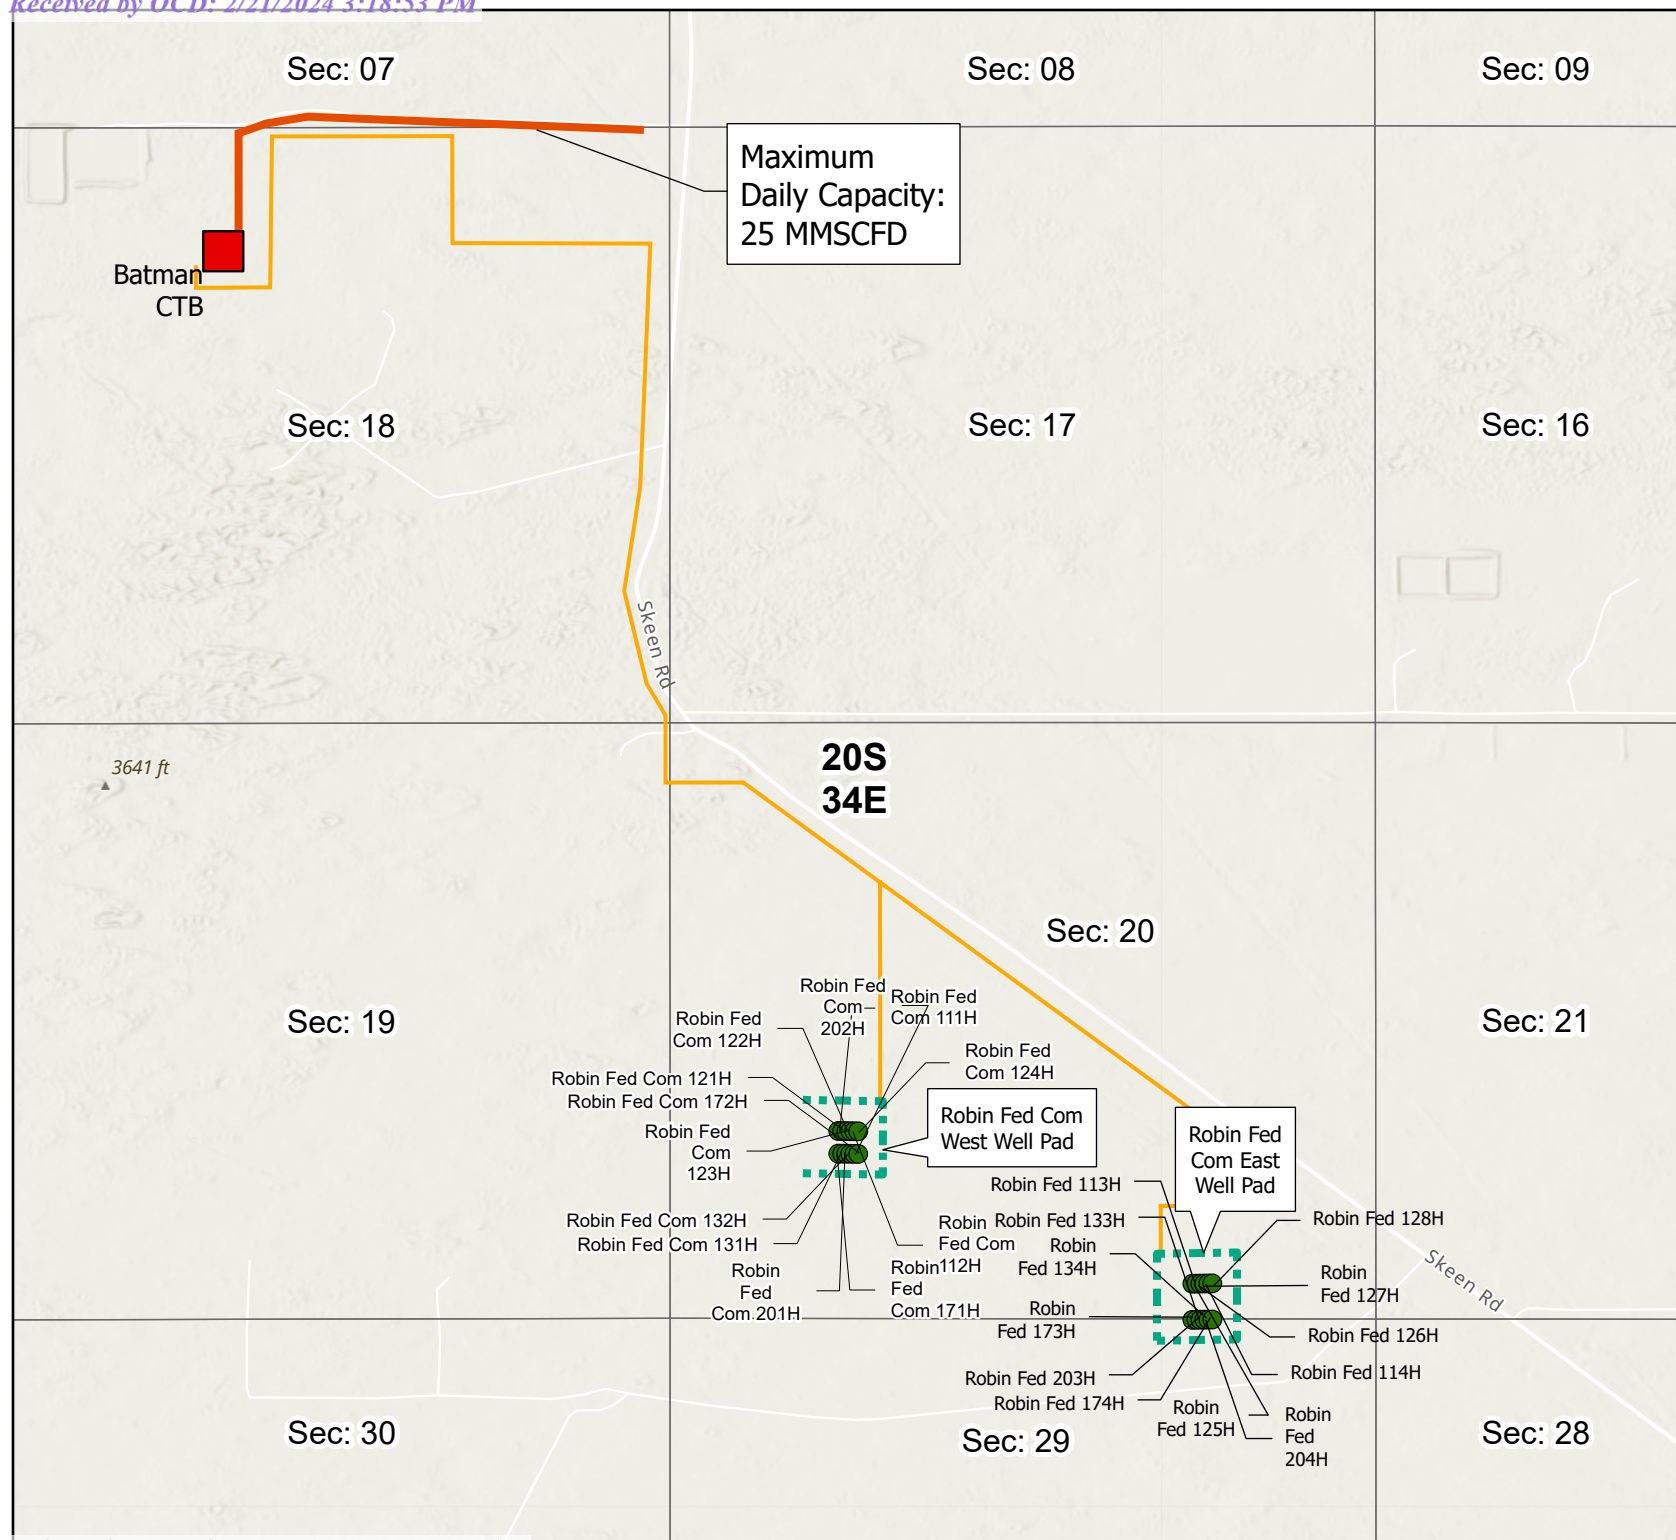 Received by OCD: 2/21/2024 3:18:53 PM
Sec: 07
Sec: 08
Sec: 09
Maximum
Daily Capacity:
25 MMSCFD
Batman
CTB
Sec: 18
Sec: 17
Sec: 16
Skeen Rd
20S
34E
3641 ft
Sec: 20
Sec: 19
Sec: 21
Robin Fed
Com
202H
Robin Fed
Com 111H
Robin Fed
Com 122H
Robin Fed
Com 124H
Robin Fed Com 121H
Robin Fed Com 172H
Robin Fed
Com
123H
Robin Fed Com
West Well Pad
Robin Fed
Com East
Well Pad
Robin Fed Com 132H
Robin Fed Com 131H
Robin
Fed
Com 201H
Robin
Fed Com
112H
Robin
Fed
Com 171H
Robin Fed 113H
Robin Fed 133H
Robin
Fed 134H
Robin
Fed 173H
Robin Fed 203H
Robin Fed 174H
Robin
Fed 125H
Robin Fed 128H
Robin
Fed 127H
Robin Fed 126H
Robin Fed 114H
Robin
Fed
204H
Skeen Rd
Sec: 30
Sec: 29
Sec: 28